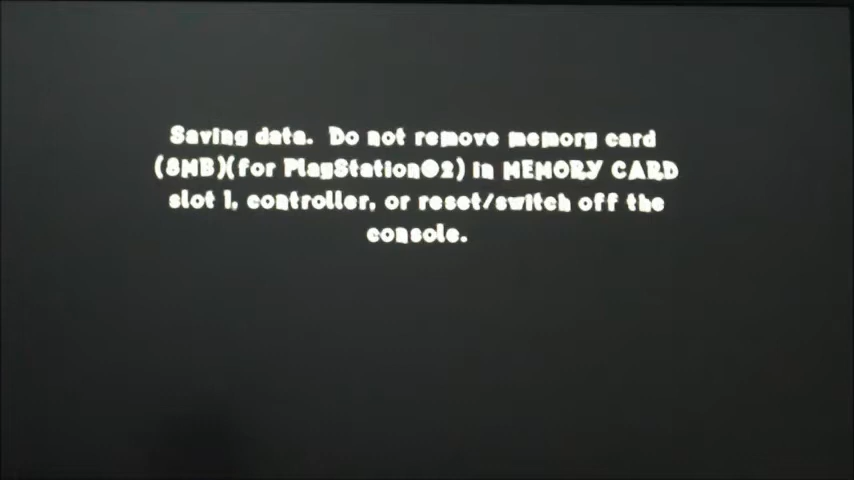 Saving data. Do not remove memory card
(8MB)(for PlayStation®2) in MEMORY CARD
slot 1, controller, or reset/switch off the
console.